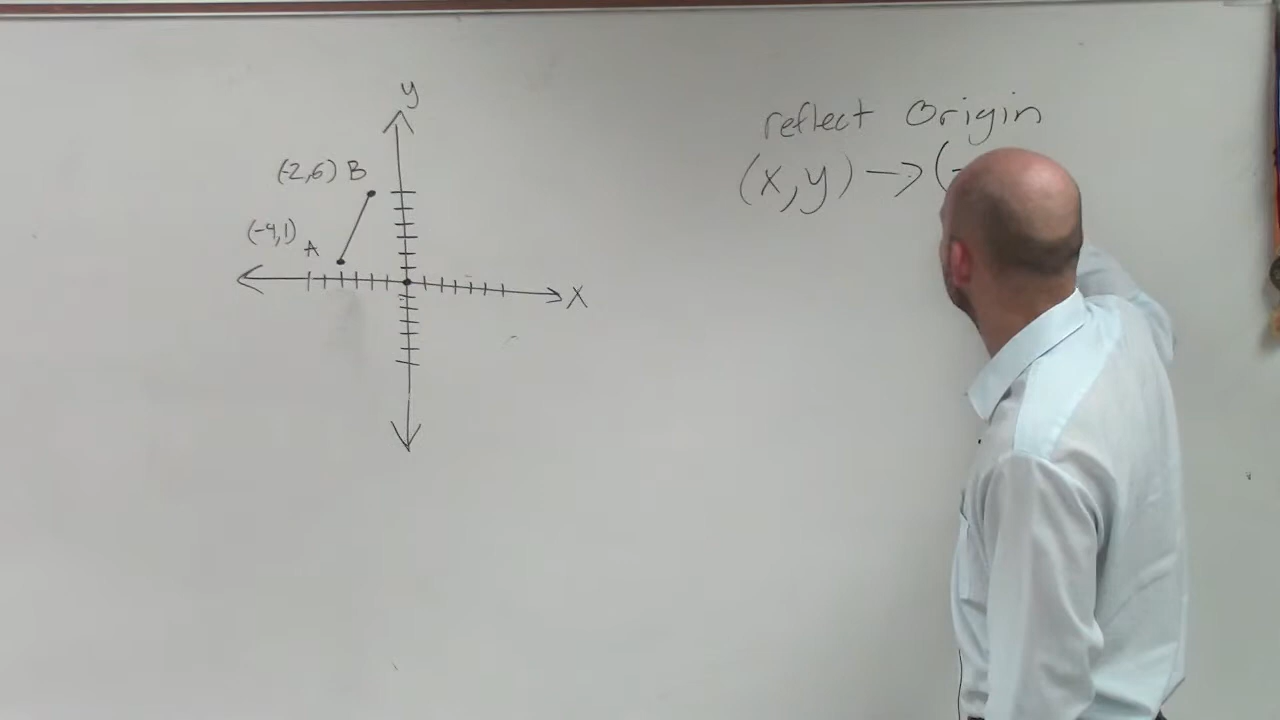 y
reflect Origin
(x,y) → (-
(-2,6) B
(-4,1) A
X